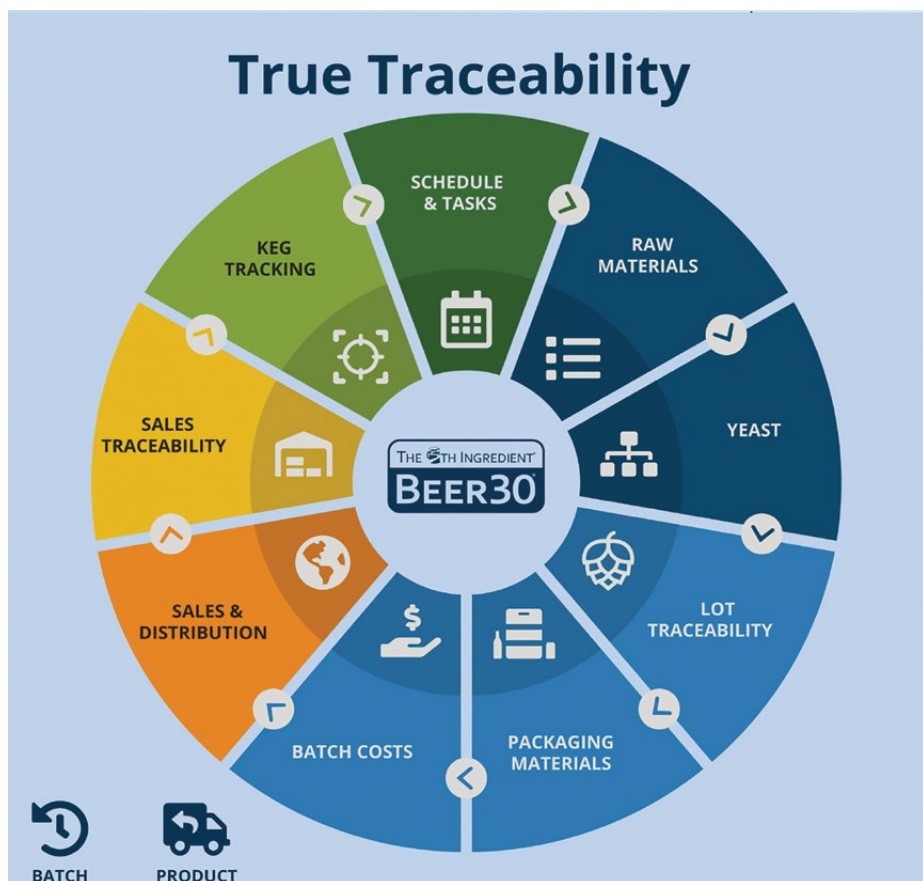 True Traceability
SCHEDULE
& TASKS
RAW
MATERIALS
YEAST
LOT
TRACEABILITY
PACKAGING
MATERIALS
BATCH COSTS
SALES &
DISTRIBUTION
SALES
TRACEABILITY
KEG
TRACKING
THE 5TH INGREDIENT
BEER30
BATCH
PRODUCT